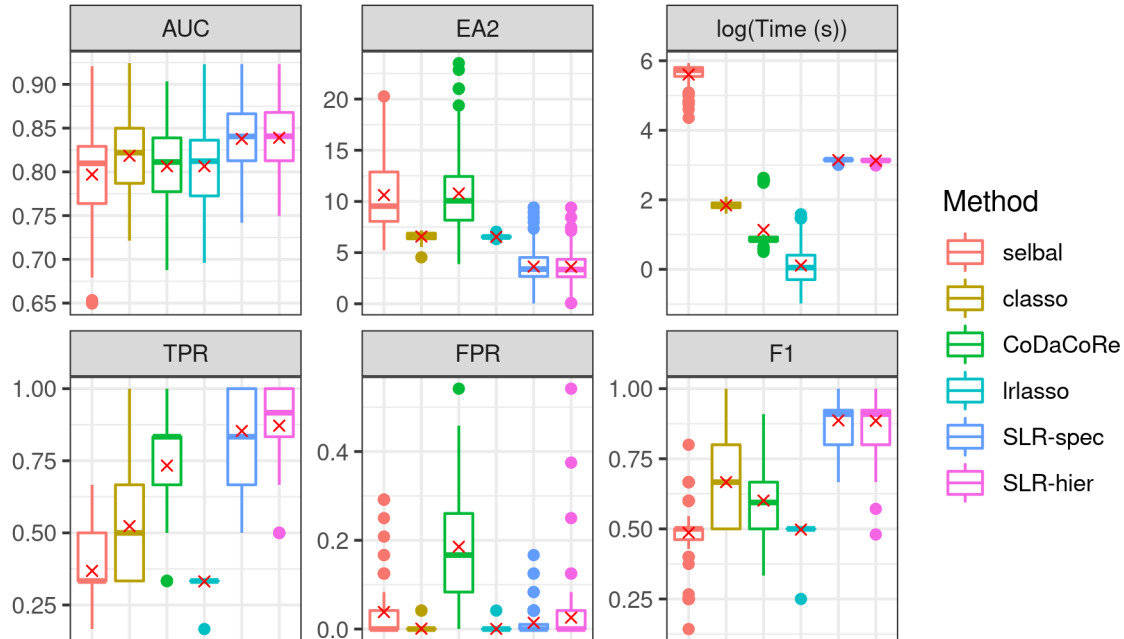 AUC
EA2
log(Time (s))
0.90
0.85
0.80
0.75
0.70
0.65
20
15
10
5
0
6
4
2
0
TPR
FPR
F1
1.00
0.75
0.50
0.25
0.4
0.2
0.0
1.00
0.75
0.50
0.25
Method
selbal
classo
CoDaCoRe
lrlasso
SLR-spec
SLR-hier